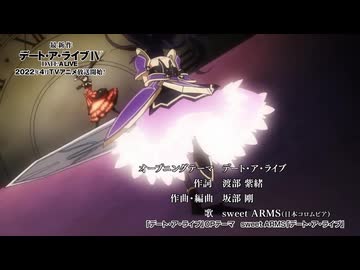 続・新作
デート・ア・ライブⅣ
DATE A LIVE
2022年4月TVアニメ放送開始!
オープニングテーマ デート・ア・ライブ
作詞 渡部 紫緒
作曲・編曲 坂部 剛
歌 sweet ARMS(日本コロムビア)
『デート・ア・ライブ』OPテーマ sweet ARMS『デート・ア・ライブ』